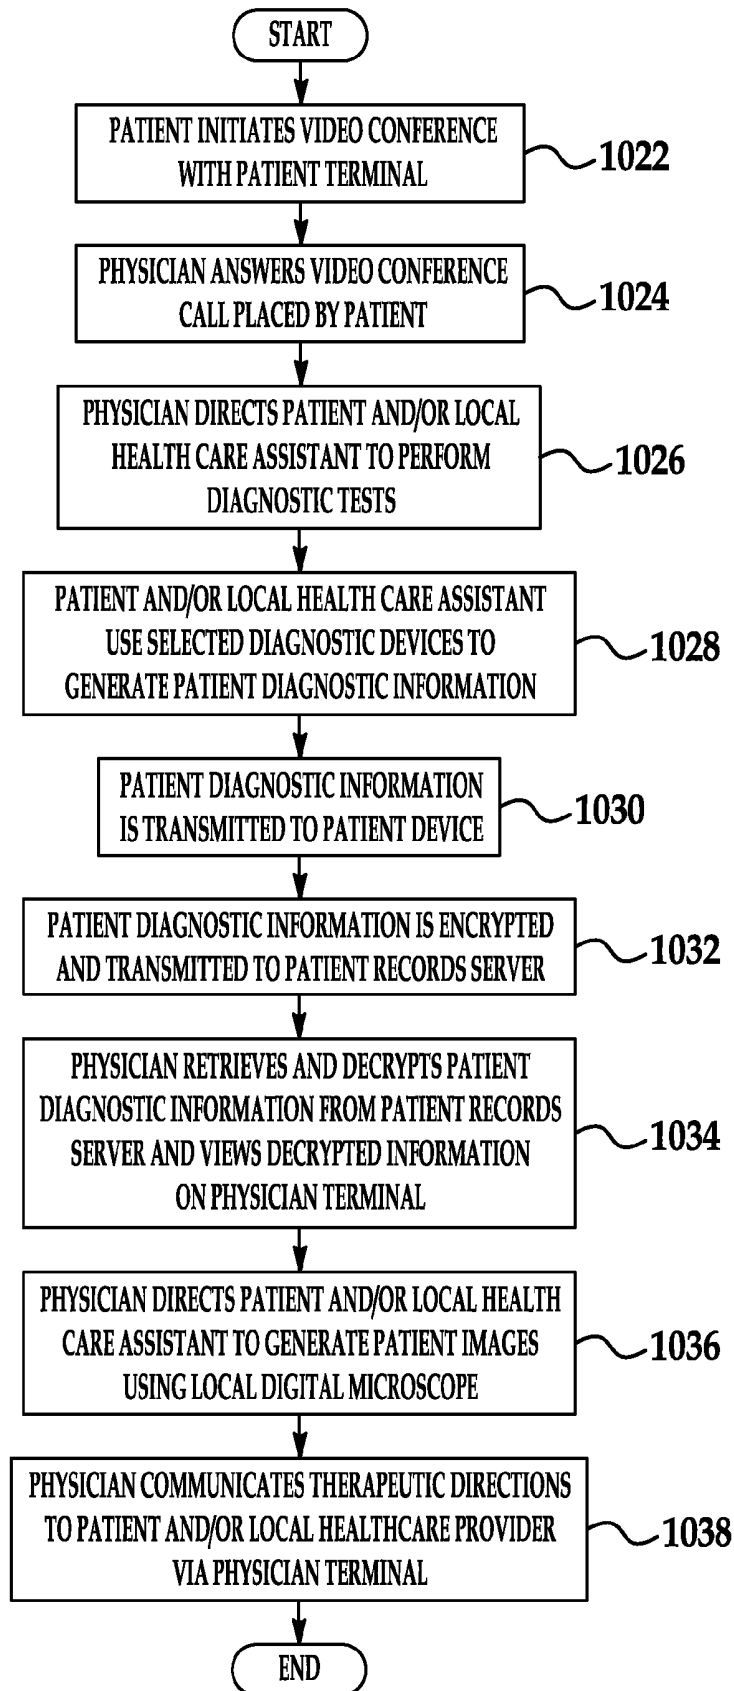 START
PATIENT INITIATES VIDEO CONFERENCE
WITH PATIENT TERMINAL
1022
PHYSICIAN ANSWERS VIDEO CONFERENCE
CALL PLACED BY PATIENT
1024
PHYSICIAN DIRECTS PATIENT AND/OR LOCAL
HEALTH CARE ASSISTANT TO PERFORM
DIAGNOSTIC TESTS
1026
PATIENT AND/OR LOCAL HEALTH CARE ASSISTANT
USE SELECTED DIAGNOSTIC DEVICES TO
GENERATE PATIENT DIAGNOSTIC INFORMATION
1028
PATIENT DIAGNOSTIC INFORMATION
IS TRANSMITTED TO PATIENT DEVICE
1030
PATIENT DIAGNOSTIC INFORMATION IS ENCRYPTED
AND TRANSMITTED TO PATIENT RECORDS SERVER
1032
PHYSICIAN RETRIEVES AND DECRYPTS PATIENT
DIAGNOSTIC INFORMATION FROM PATIENT RECORDS
SERVER AND VIEWS DECRYPTED INFORMATION
ON PHYSICIAN TERMINAL
1034
PHYSICIAN DIRECTS PATIENT AND/OR LOCAL HEALTH
CARE ASSISTANT TO GENERATE PATIENT IMAGES
USING LOCAL DIGITAL MICROSCOPE
1036
PHYSICIAN COMMUNICATES THERAPEUTIC DIRECTIONS
TO PATIENT AND/OR LOCAL HEALTHCARE PROVIDER
VIA PHYSICIAN TERMINAL
1038
END